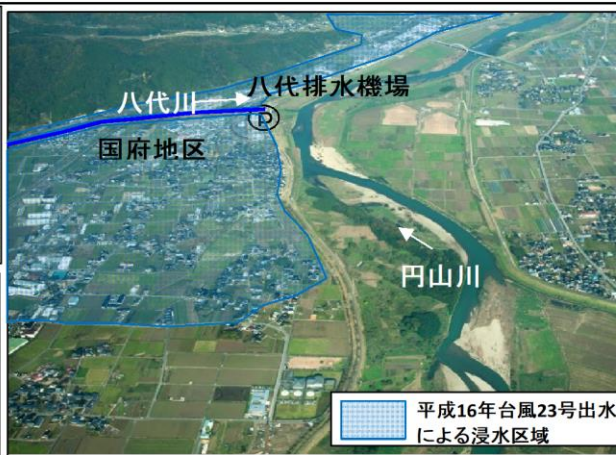 八代排水機場
八代川
P
国府地区
円山川
平成16年台風23号出水
による浸水区域